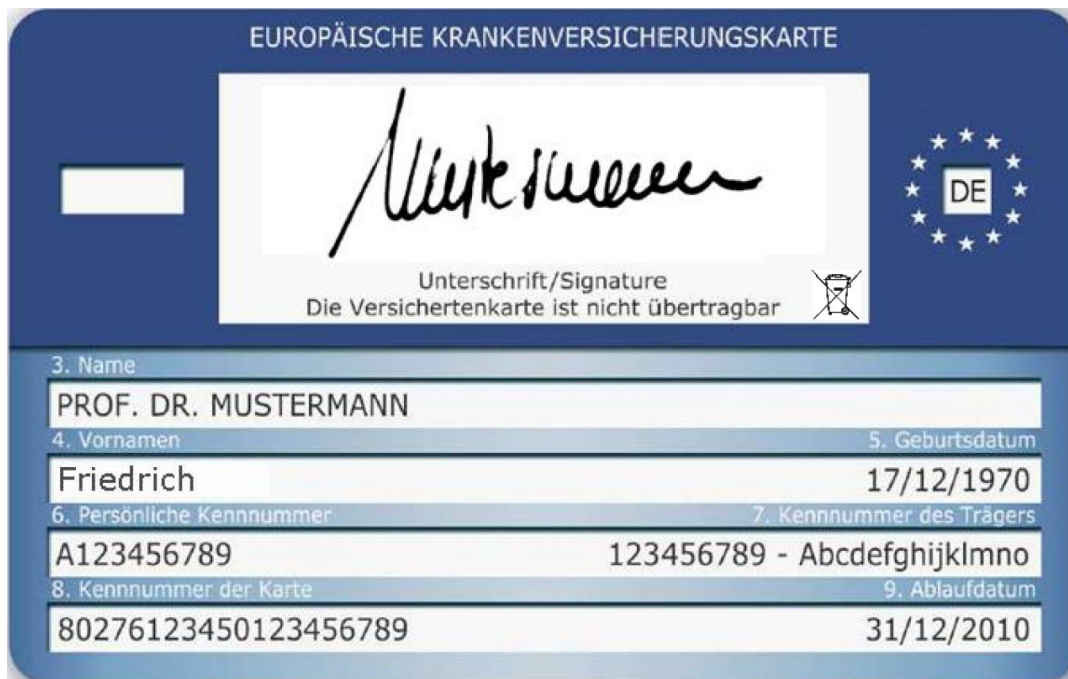 EUROPÄISCHE KRANKENVERSICHERUNGSKARTE
Mustermann
DE
Unterschrift/Signature
Die Versichertenkarte ist nicht übertragbar
3. Name
PROF. DR. MUSTERMANN
4. Vornamen 5. Geburtsdatum
Friedrich 17/12/1970
6. Persönliche Kennnummer 7. Kennnummer des Trägers
A123456789 123456789 - Abcdefghijklmno
8. Kennnummer der Karte 9. Ablaufdatum
80276123450123456789 31/12/2010